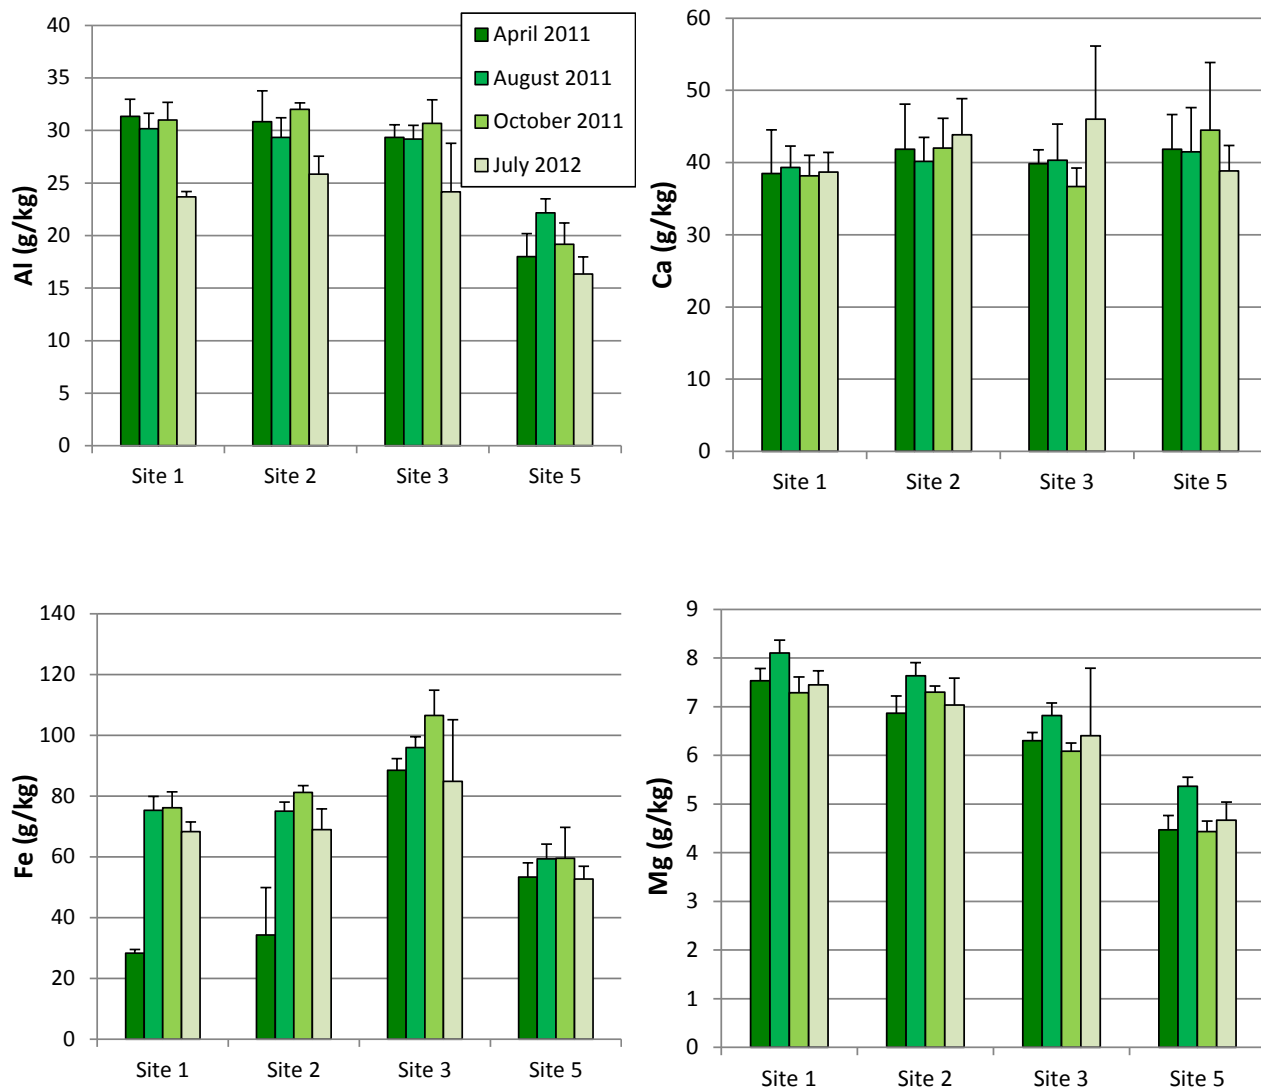 40
35
30
25
20
15
10
5
0
Al (g/kg)
Site 1 Site 2 Site 3 Site 5
April 2011
August 2011
October 2011
July 2012
60
50
40
30
20
10
0
Ca (g/kg)
Site 1 Site 2 Site 3 Site 5
140
120
100
80
60
40
20
0
Fe (g/kg)
Site 1 Site 2 Site 3 Site 5
9
8
7
6
5
4
3
2
1
0
Mg (g/kg)
Site 1 Site 2 Site 3 Site 5